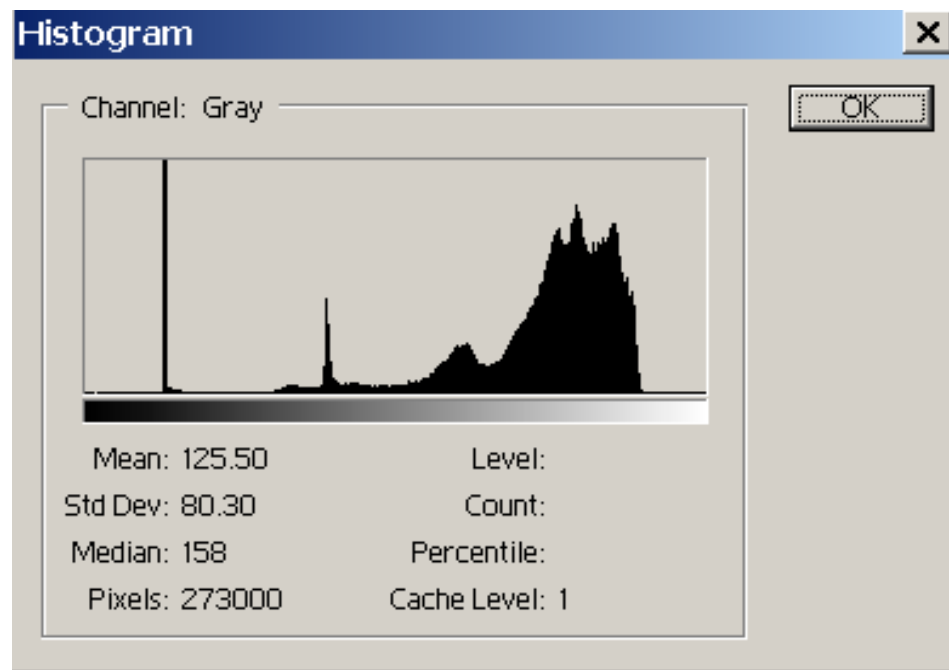 Histogram
Channel: Gray
OK
Mean: 125.50
Level:
Std Dev: 80.30
Count:
Median: 158
Percentile:
Pixels: 273000
Cache Level: 1